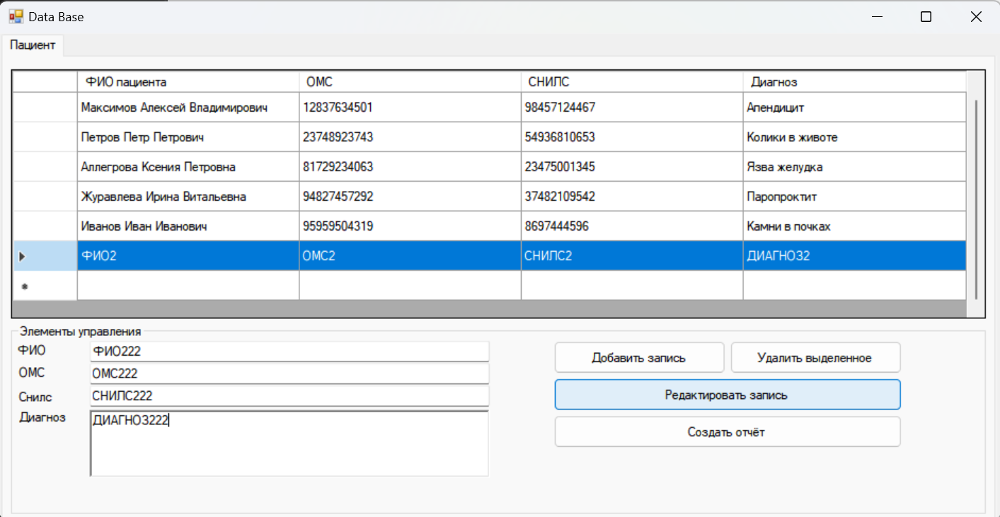 Data Base
Пациент
ФИО пациента ОМС СНИЛС Диагноз
Максимов Алексей Владимирович 12837634501 98457124467 Апендицит
Петров Петр Петрович 23748923743 54936810653 Колики в животе
Аллегрова Ксения Петровна 81729234063 23475001345 Язва желудка
Журавлева Ирина Витальевна 94827457292 37482109542 Паропроктит
Иванов Иван Иванович 95959504319 8697444596 Камни в почках
ФИО2 ОМС2 СНИЛС2 ДИАГНОЗ2
Элементы управления
ФИО ФИО222
ОМС ОМС222
Снилс СНИЛС222
Диагноз ДИАГНОЗ222
Добавить запись Удалить выделенное
Редактировать запись
Создать отчёт